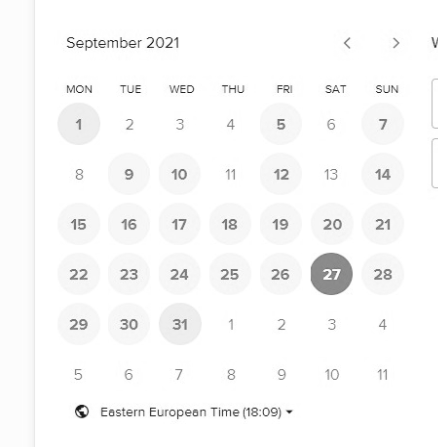 September 2021 < >
MON TUE WED THU FRI SAT SUN
1 2 3 4 5 6 7
8 9 10 11 12 13 14
15 16 17 18 19 20 21
22 23 24 25 26 27 28
29 30 31 1 2 3 4
5 6 7 8 9 10 11
Eastern European Time (18:09)